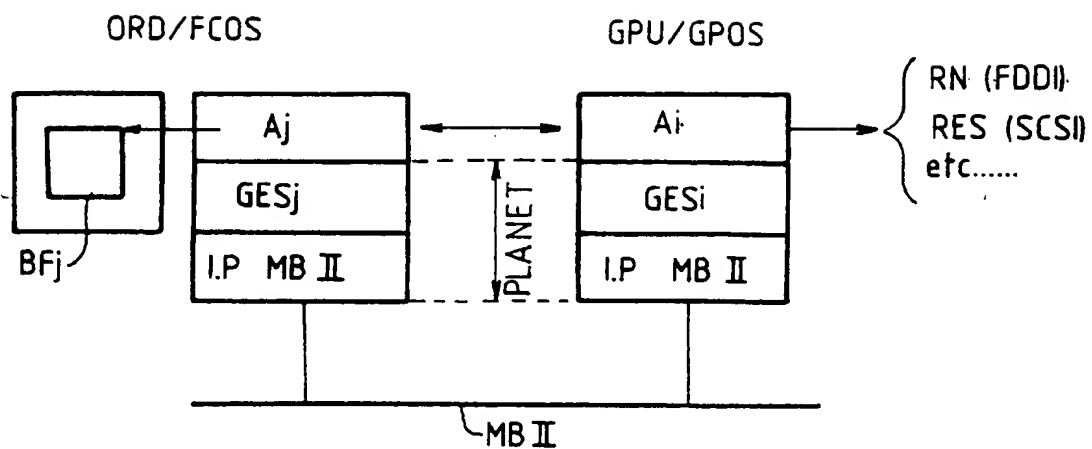 ORD/FCOS
GPU/GPOS
RN (FDDI)
RES (SCSI)
etc......
Aj
Ai
GESj
GESi
PLANET
BFj
I.P MB II
I.P MB II
MB II